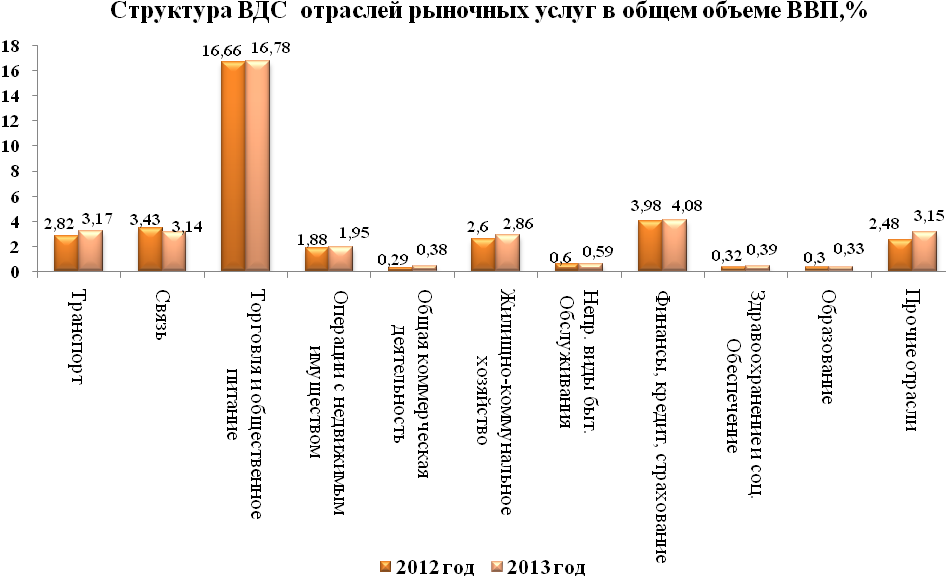 Структура ВДС отраслей рыночных услуг в общем объеме ВВП,%
18
16
14
12
10
8
6
4
2
0
2,82
3,17
3,43
3,14
16,66
16,78
1,88
1,95
0,29
0,38
2,6
2,86
0,6
0,59
3,98
4,08
0,32
0,39
0,3
0,33
2,48
3,15
Транспорт
Связь
Торговля и общественное
питание
Операции с недвижимым
имуществом
Общая коммерческая
деятельность
Жилищно-коммунальное
хозяйство
Непр. виды быт.
Обслуживания
Финансы, кредит, страхование
Здравоохранение и соц.
Обеспечение
Образование
Прочие отрасли
2012 год
2013 год